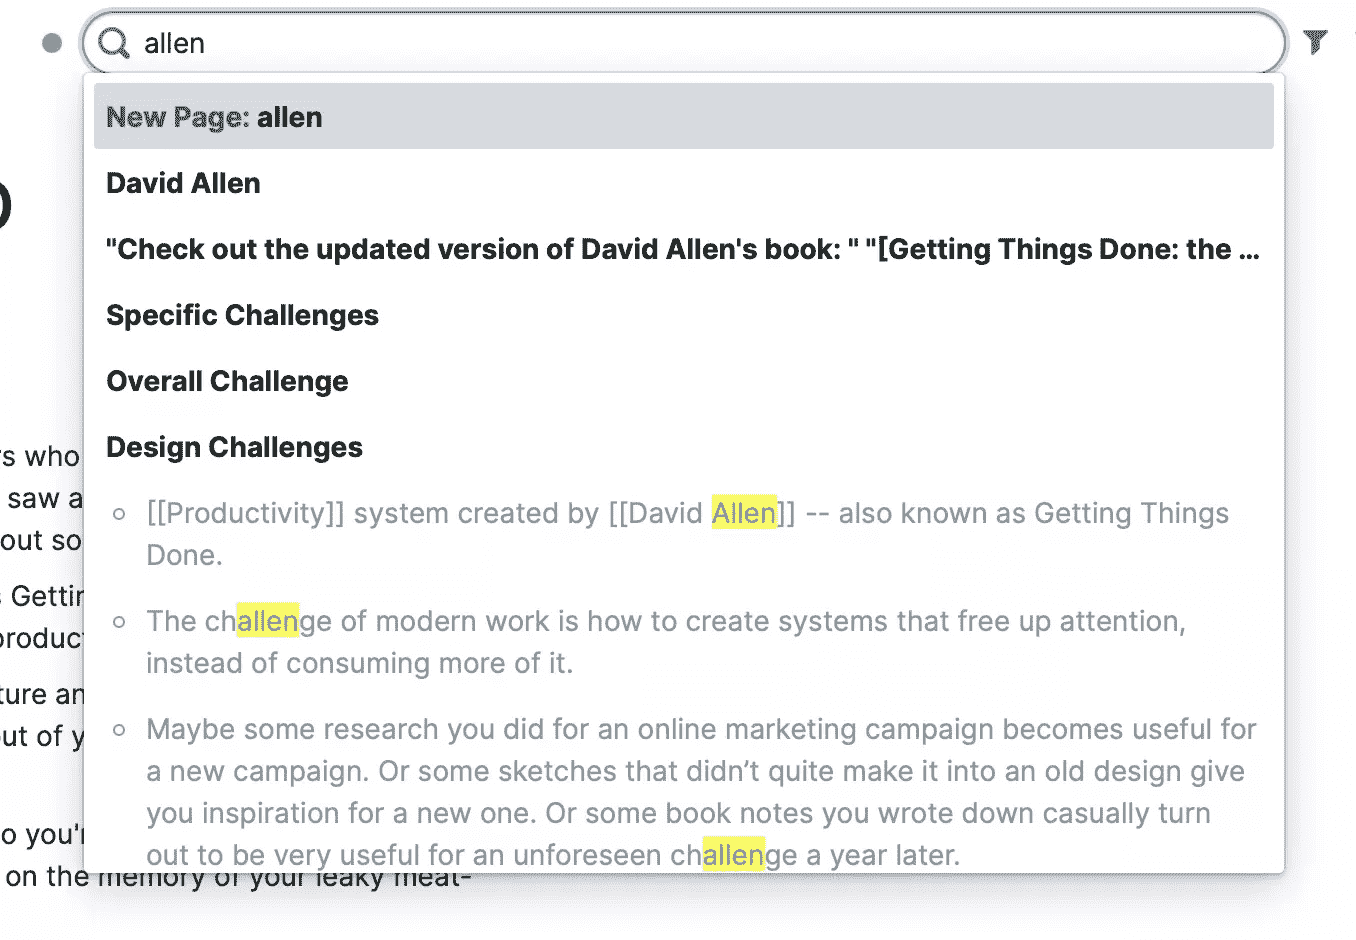 allen
New Page: allen
David Allen
"Check out the updated version of David Allen's book: " "[Getting Things Done: the ...
Specific Challenges
Overall Challenge
Design Challenges
[[Productivity]] system created by [[David Allen]] -- also known as Getting Things
Done.
The challenge of modern work is how to create systems that free up attention,
instead of consuming more of it.
Maybe some research you did for an online marketing campaign becomes useful for
a new campaign. Or some sketches that didn’t quite make it into an old design give
you inspiration for a new one. Or some book notes you wrote down casually turn
out to be very useful for an unforeseen challenge a year later.
who
saw a
out so
Gettin
product
ture an
ut of y
o you'r
on the memory of your leaky meat-